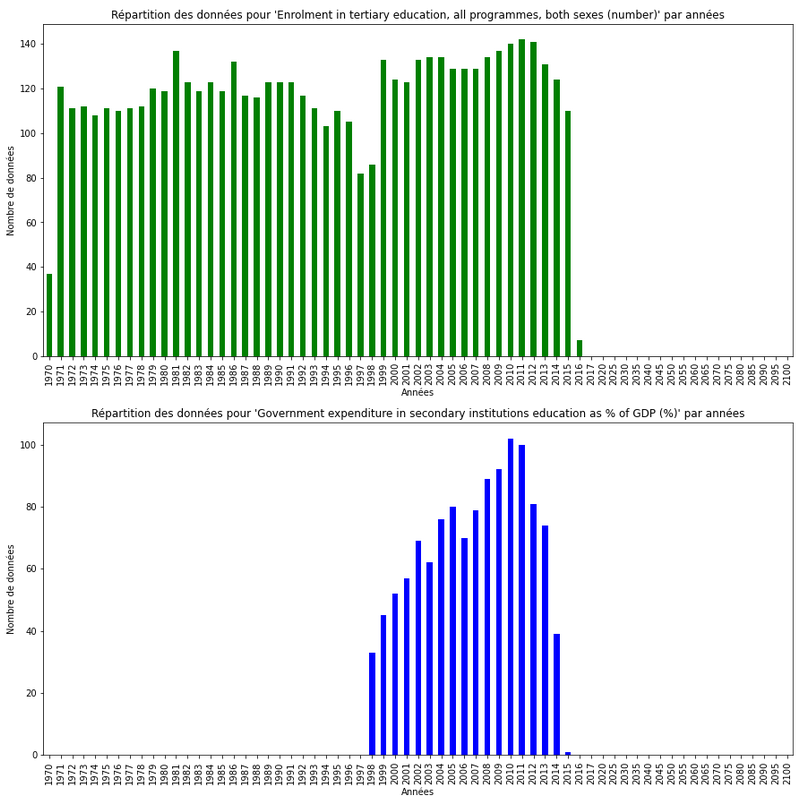 Répartition des données pour 'Enrolment in tertiary education, all programmes, both sexes (number)' par années
Nombre de données
140
120
100
80
60
40
20
0
1970 1971 1972 1973 1974 1975 1976 1977 1978 1979 1980 1981 1982 1983 1984 1985 1986 1987 1988 1989 1990 1991 1992 1993 1994 1995 1996 1997 1998 1999 2000 2001 2002 2003 2004 2005 2006 2007 2008 2009 2010 2011 2012 2013 2014 2015 2016 2017 2020 2025 2030 2035 2040 2045 2050 2055 2060 2065 2070 2075 2080 2085 2090 2095 2100
Années
Répartition des données pour 'Government expenditure in secondary institutions education as % of GDP (%)' par années
Nombre de données
100
80
60
40
20
0
1970 1971 1972 1973 1974 1975 1976 1977 1978 1979 1980 1981 1982 1983 1984 1985 1986 1987 1988 1989 1990 1991 1992 1993 1994 1995 1996 1997 1998 1999 2000 2001 2002 2003 2004 2005 2006 2007 2008 2009 2010 2011 2012 2013 2014 2015 2016 2017 2020 2025 2030 2035 2040 2045 2050 2055 2060 2065 2070 2075 2080 2085 2090 2095 2100
Années